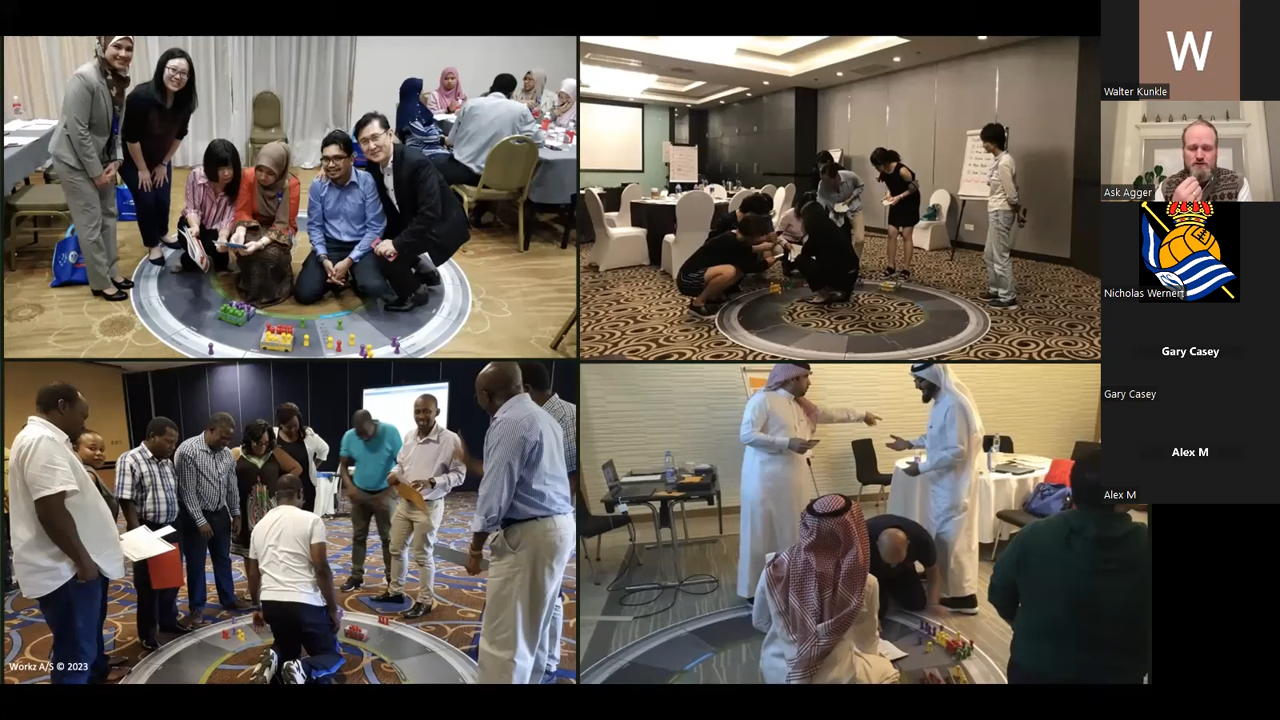 W
Walter Kunkle
Ask Agger
Nicholas Wernert
Gary Casey
Gary Casey
Alex M
Alex M
Workz A/S © 2023